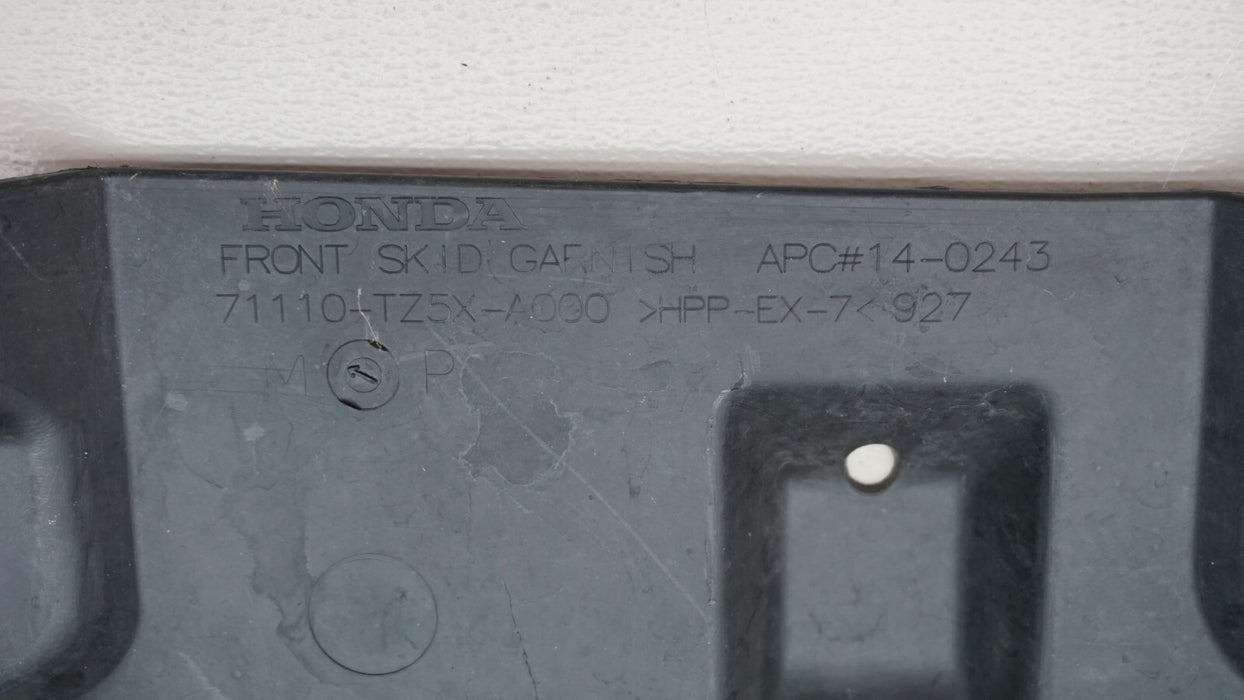 HONDA
FRONT SKID GARNISH APC#14-0243
71110-TZ5X-A000 >HPP-EX-7< 927
M P